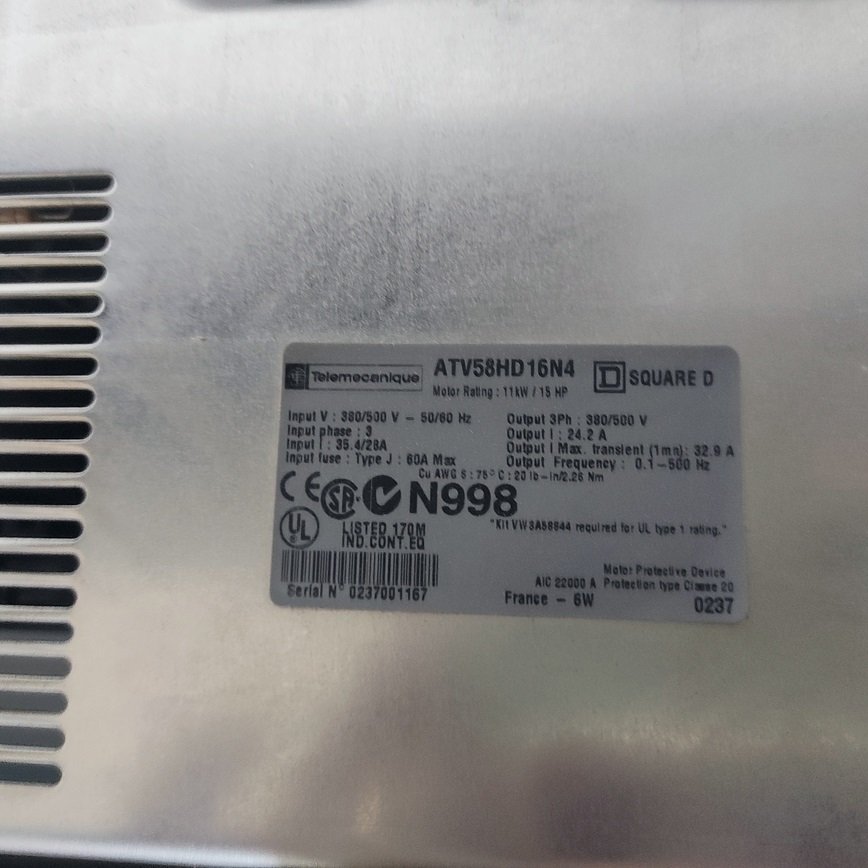 Telemecanique ATV58HD16N4 D SQUARE D
Motor Rating : 11kW / 15 HP
Input V : 380/500 V – 50/60 Hz
Input phase : 3
Input I : 35.4/28A
Input fuse : Type J : 60A Max
Output 3Ph : 380/500 V
Output I : 24.2 A
Output I Max. transient (1mn): 32.9 A
Output Frequency : 0.1–500 Hz
Cu AWG 8 : 75° C : 20 lb–in/2.26 Nm
CE SA N998
"Kit VW3A58844 required for UL type 1 rating."
UL LISTED 170M
IND.CONT.EQ
Serial N° 0237001167
Motor Protective Device
AIC 22000 A Protection type Classe 20
France – 6W 0237